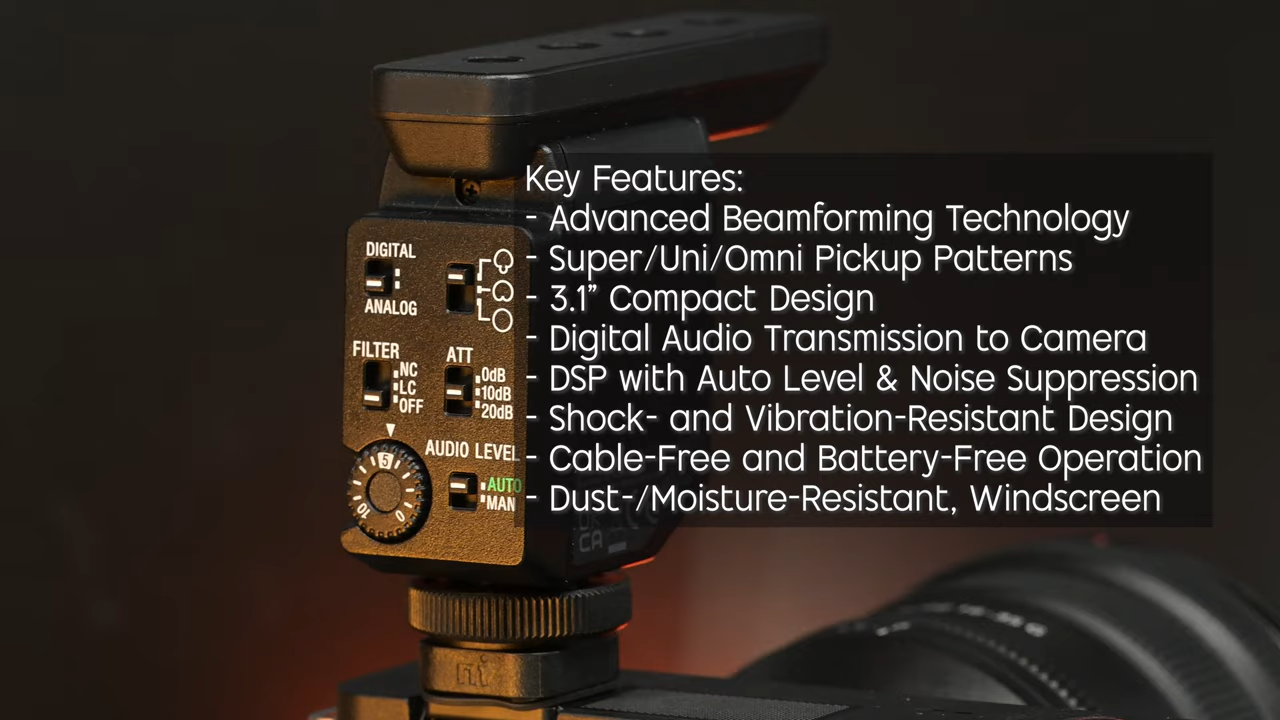 Key Features:
- Advanced Beamforming Technology
- Super/Uni/Omni Pickup Patterns
- 3.1” Compact Design
- Digital Audio Transmission to Camera
- DSP with Auto Level & Noise Suppression
- Shock- and Vibration-Resistant Design
- Cable-Free and Battery-Free Operation
- Dust-/Moisture-Resistant, Windscreen
DIGITAL
ANALOG
FILTER
NC
LC
OFF
ATT
0dB
10dB
20dB
AUDIO LEVEL
AUTO
MAN
5
10
0
CA
mi